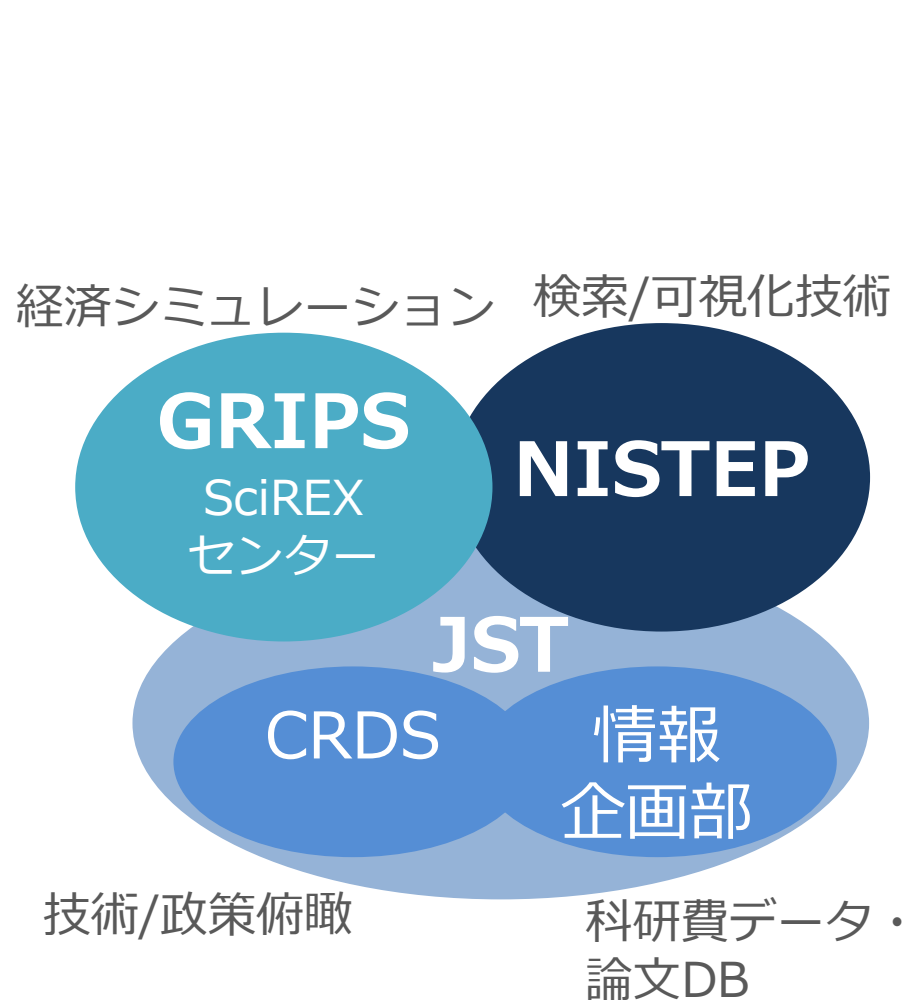 経済シミュレーション
検索/可視化技術
GRIPS
SciREX
センター
NISTEP
JST
CRDS
情報
企画部
技術/政策俯瞰
科研費データ・
論文DB